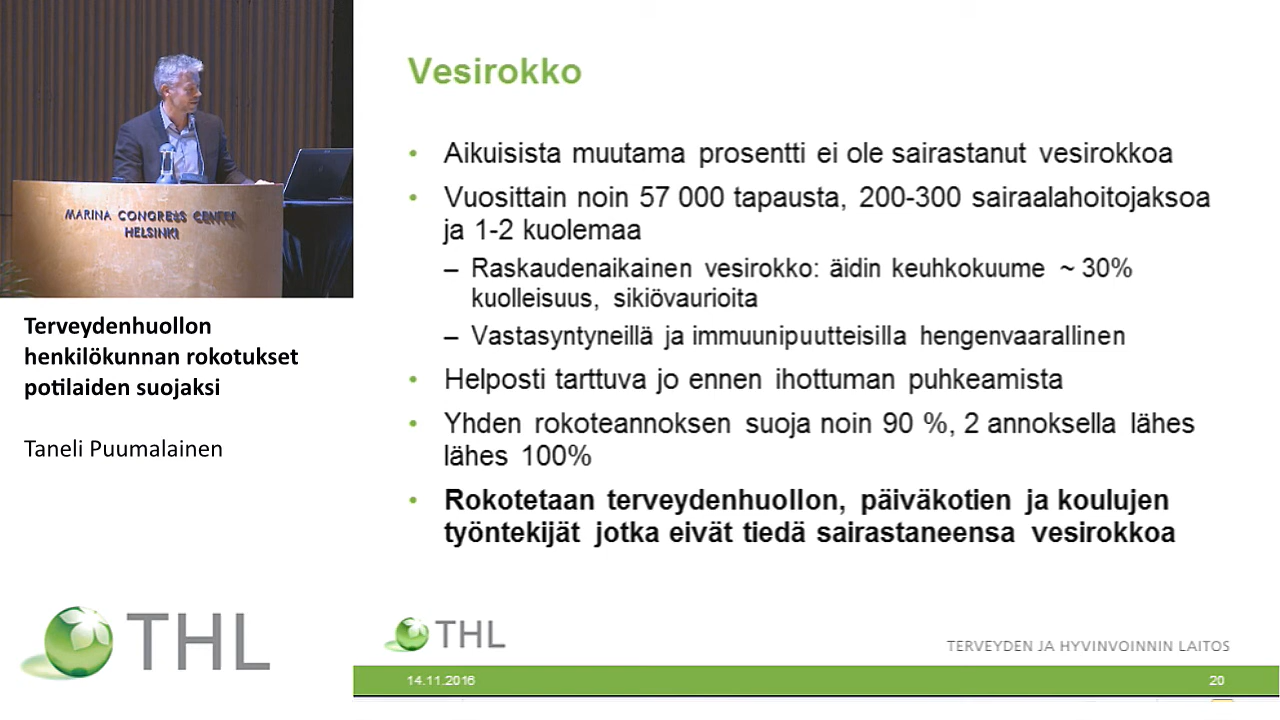 MARINA CONGRESS CENTER
HELSINKI
Terveydenhuollon
henkilökunnan rokotukset
potilaiden suojaksi
Taneli Puumalainen
THL
Vesirokko
• Aikuisista muutama prosentti ei ole sairastanut vesirokkoa
• Vuosittain noin 57 000 tapausta, 200-300 sairaalahoitojaksoa
ja 1-2 kuolemaa
– Raskaudenaikainen vesirokko: äidin keuhkokuume ~ 30%
kuolleisuus, sikiövaurioita
– Vastasyntyneillä ja immuunipuutteisilla hengenvaarallinen
• Helposti tarttuva jo ennen ihottuman puhkeamista
• Yhden rokoteannoksen suoja noin 90 %, 2 annoksella lähes
lähes 100%
• Rokotetaan terveydenhuollon, päiväkotien ja koulujen
työntekijät jotka eivät tiedä sairastaneensa vesirokkoa
THL
TERVEYDEN JA HYVINVOINNIN LAITOS
14.11.2016
20